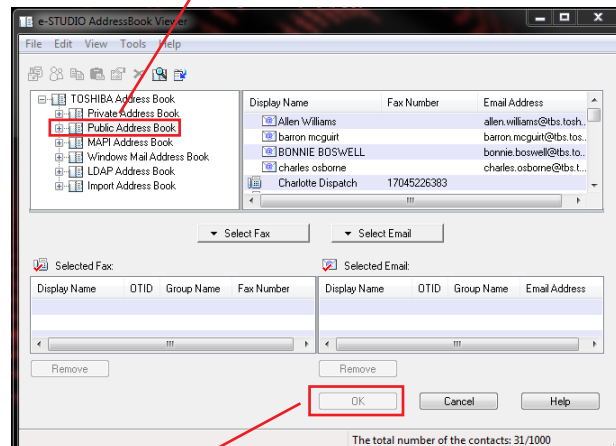 e-STUDIO AddressBook Viewer
File Edit View Tools Help
TOSHIBA Address Book
Private Address Book
Public Address Book
MAPI Address Book
Windows Mail Address Book
LDAP Address Book
Import Address Book
Display Name Fax Number Email Address
Allen Williams allen.williams@tbs.tosh..
barron mcguirt barron.mcguirt@tbs.tos..
BONNIE BOSWELL bonnie.boswell@tbs.to..
charles osborne charles.osborne@tbs.t...
Charlotte Dispatch 17045226383
Select Fax Select Email
Selected Fax: Selected Email:
Display Name OTID Group Name Fax Number Display Name OTID Group Name Email Address
Remove Remove
OK Cancel Help
The total number of the contacts: 31/1000